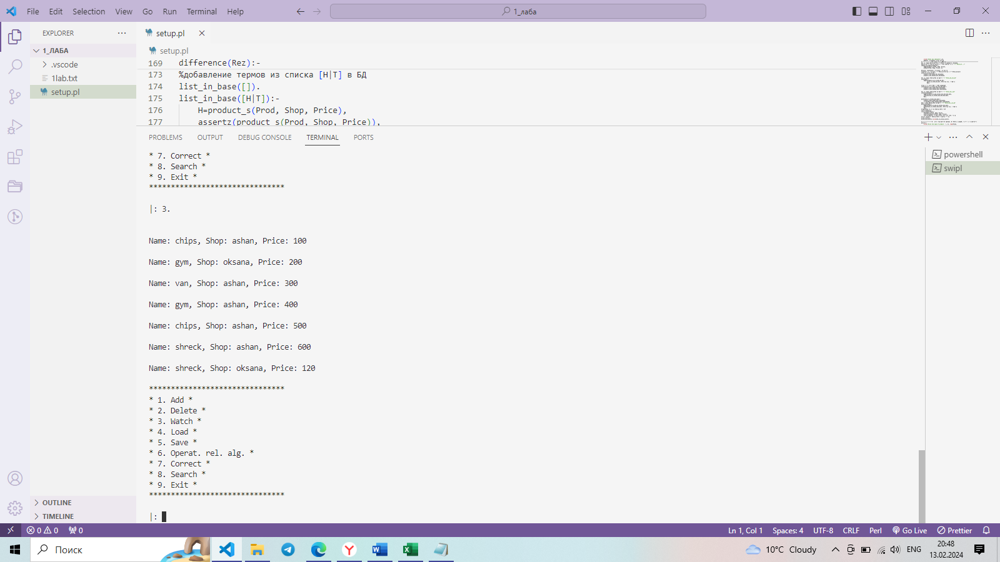 File Edit Selection View Go Run Terminal Help
1_лаба
EXPLORER
1_ЛАБА
.vscode
1lab.txt
setup.pl
OUTLINE
TIMELINE
setup.pl
setup.pl
169 difference(Rez):-
173 %добавление термов из списка [H|T] в БД
174 list_in_base([]).
175 list_in_base([H|T]):-
176 H=product_s(Prod, Shop, Price),
177 assertz(product_s(Prod, Shop, Price)),
PROBLEMS OUTPUT DEBUG CONSOLE TERMINAL PORTS
powershell
swipl
* 7. Correct *
* 8. Search *
* 9. Exit *
*******************************
|: 3.
Name: chips, Shop: ashan, Price: 100
Name: gym, Shop: oksana, Price: 200
Name: van, Shop: ashan, Price: 300
Name: gym, Shop: ashan, Price: 400
Name: chips, Shop: ashan, Price: 500
Name: shreck, Shop: ashan, Price: 600
Name: shreck, Shop: oksana, Price: 120
*******************************
* 1. Add *
* 2. Delete *
* 3. Watch *
* 4. Load *
* 5. Save *
* 6. Operat. rel. alg. *
* 7. Correct *
* 8. Search *
* 9. Exit *
*******************************
|:
0 0 0 Ln 1, Col 1 Spaces: 4 UTF-8 CRLF Perl Go Live Prettier
Поиск
10°C Cloudy
ENG
20:48
13.02.2024